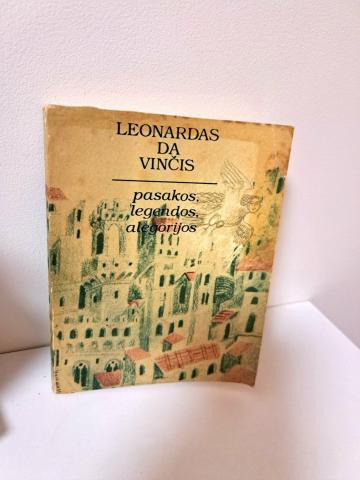 LEONARDAS
DA
VINČIS
pasakos,
legendos,
alegorijos